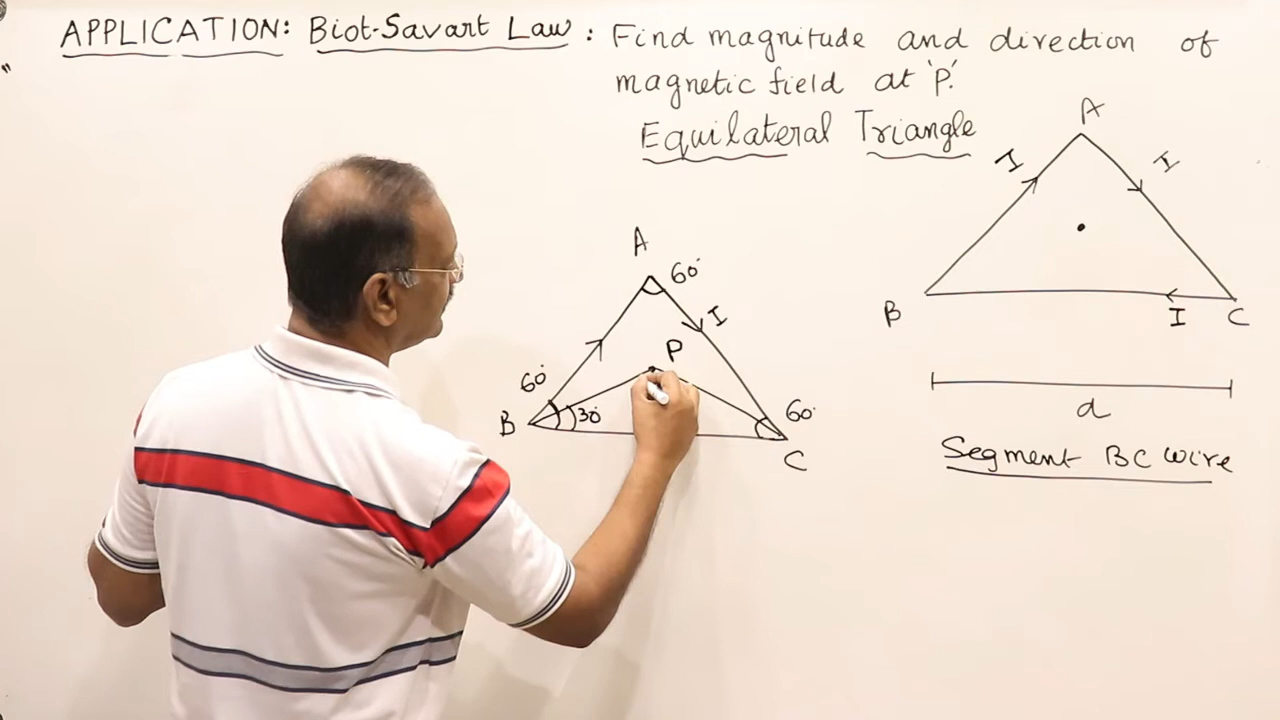 APPLICATION: Biot-Savart Law : Find magnitude and direction of
magnetic field at 'P'.
Equilateral Triangle
A
I
I
B
I
C
a
Segment BC wire
A
60°
I
P
60°
30°
60°
B
C